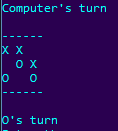 Computer's turn
------
X X
  O X
O   O
------
O's turn